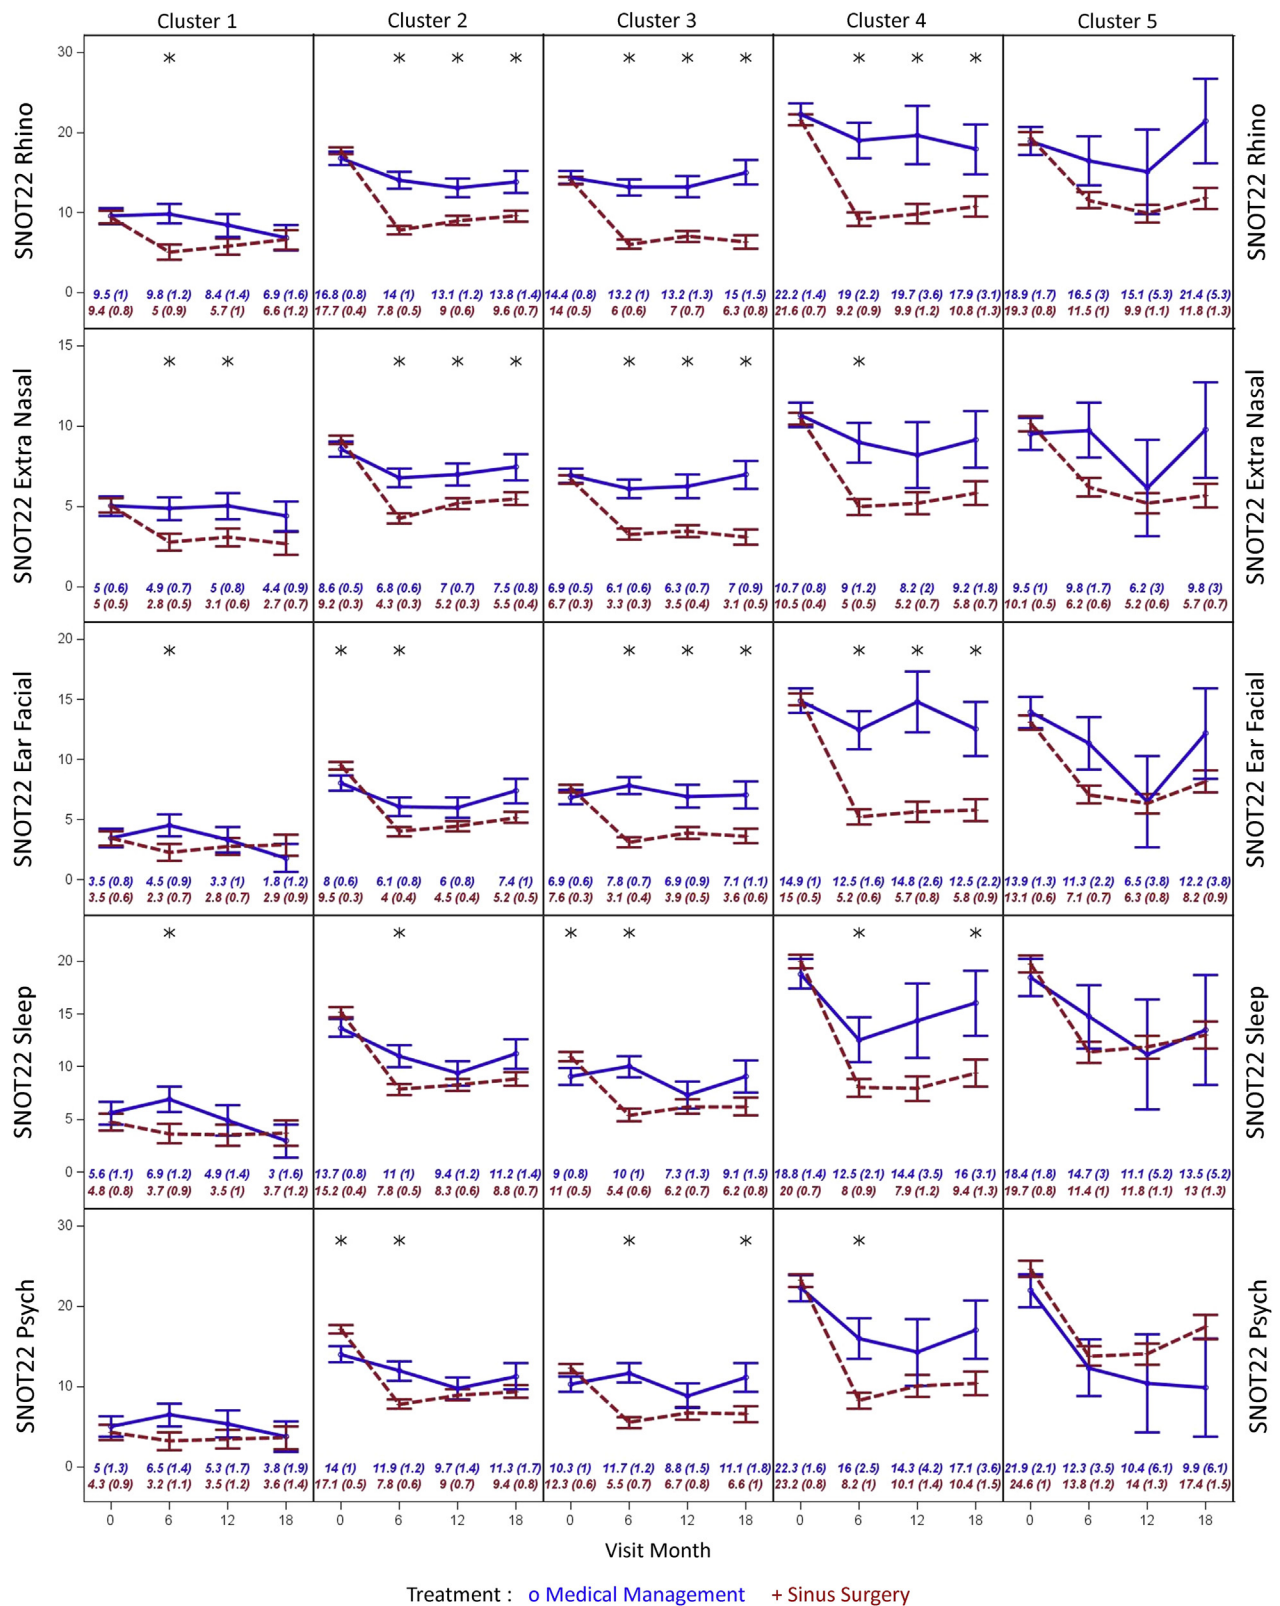 Cluster 1 Cluster 2 Cluster 3 Cluster 4 Cluster 5
SNOT22 Rhino
30
* * * * * * * * * *
20
10
0
9.5 (1) 9.8 (1.2) 8.4 (1.4) 6.9 (1.6) 16.8 (0.8) 14 (1) 13.1 (1.2) 13.8 (1.4) 14.4 (0.8) 13.2 (1) 13.2 (1.3) 15 (1.5) 22.2 (1.4) 19 (2.2) 19.7 (3.6) 17.9 (3.1) 18.9 (1.7) 16.5 (3) 15.1 (5.3) 21.4 (5.3)
9.4 (0.8) 5 (0.9) 5.7 (1) 6.6 (1.2) 17.7 (0.4) 7.8 (0.5) 9 (0.6) 9.6 (0.7) 14 (0.5) 6 (0.6) 7 (0.7) 6.3 (0.8) 21.6 (0.7) 9.2 (0.9) 9.9 (1.2) 10.8 (1.3) 19.3 (0.8) 11.5 (1) 9.9 (1.1) 11.8 (1.3)
SNOT22 Rhino
SNOT22 Extra Nasal
15
* * * * * * * * *
10
5
0
5 (0.6) 4.9 (0.7) 5 (0.8) 4.4 (0.9) 8.6 (0.5) 6.8 (0.6) 7 (0.7) 7.5 (0.8) 6.9 (0.5) 6.1 (0.6) 6.3 (0.7) 7 (0.9) 10.7 (0.8) 9 (1.2) 8.2 (2) 9.2 (1.8) 9.5 (1) 9.8 (1.7) 6.2 (3) 9.8 (3)
5 (0.5) 2.8 (0.5) 3.1 (0.6) 2.7 (0.7) 9.2 (0.3) 4.3 (0.3) 5.2 (0.3) 5.5 (0.4) 6.7 (0.3) 3.3 (0.3) 3.5 (0.4) 3.1 (0.5) 10.5 (0.4) 5 (0.5) 5.2 (0.7) 5.8 (0.7) 10.1 (0.5) 6.2 (0.6) 5.2 (0.6) 5.7 (0.7)
SNOT22 Extra Nasal
SNOT22 Ear Facial
20
* * * * * * * * *
15
10
5
0
3.5 (0.8) 4.5 (0.9) 3.3 (1) 1.8 (1.2) 8 (0.6) 6.1 (0.8) 6 (0.8) 7.4 (1) 6.9 (0.6) 7.8 (0.7) 6.9 (0.9) 7.1 (1.1) 14.9 (1) 12.5 (1.6) 14.8 (2.6) 12.5 (2.2) 13.9 (1.3) 11.3 (2.2) 6.5 (3.8) 12.2 (3.8)
3.5 (0.6) 2.3 (0.7) 2.8 (0.7) 2.9 (0.9) 9.5 (0.3) 4 (0.4) 4.5 (0.4) 5.2 (0.5) 7.6 (0.3) 3.1 (0.4) 3.9 (0.5) 3.6 (0.6) 15 (0.5) 5.2 (0.6) 5.7 (0.8) 5.8 (0.9) 13.1 (0.6) 7.1 (0.7) 6.3 (0.8) 8.2 (0.9)
SNOT22 Ear Facial
SNOT22 Sleep
* * * * * *
20
15
10
5
0
5.6 (1.1) 6.9 (1.2) 4.9 (1.4) 3 (1.6) 13.7 (0.8) 11 (1) 9.4 (1.2) 11.2 (1.4) 9 (0.8) 10 (1) 7.3 (1.3) 9.1 (1.5) 18.8 (1.4) 12.5 (2.1) 14.4 (3.5) 16 (3.1) 18.4 (1.8) 14.7 (3) 11.1 (5.2) 13.5 (5.2)
4.8 (0.8) 3.7 (0.9) 3.5 (1) 3.7 (1.2) 15.2 (0.4) 7.8 (0.5) 8.3 (0.6) 8.8 (0.7) 11 (0.5) 5.4 (0.6) 6.2 (0.7) 6.2 (0.8) 20 (0.7) 8 (0.9) 7.9 (1.2) 9.4 (1.3) 19.7 (0.8) 11.4 (1) 11.8 (1.1) 13 (1.3)
SNOT22 Sleep
SNOT22 Psych
30
* * * * *
20
10
0
5 (1.3) 6.5 (1.4) 5.3 (1.7) 3.8 (1.9) 14 (1) 11.9 (1.2) 9.7 (1.4) 11.3 (1.7) 10.3 (1) 11.7 (1.2) 8.8 (1.5) 11.1 (1.8) 22.3 (1.6) 16 (2.5) 14.3 (4.2) 17.1 (3.6) 21.9 (2.1) 12.3 (3.5) 10.4 (6.1) 9.9 (6.1)
4.3 (0.9) 3.2 (1.1) 3.5 (1.2) 3.6 (1.4) 17.1 (0.5) 7.8 (0.6) 9 (0.7) 9.4 (0.8) 12.3 (0.6) 5.5 (0.7) 6.7 (0.8) 6.6 (1) 23.2 (0.8) 8.2 (1) 10.1 (1.4) 10.4 (1.5) 24.6 (1) 13.8 (1.2) 14 (1.3) 17.4 (1.5)
SNOT22 Psych
0 6 12 18 0 6 12 18 0 6 12 18 0 6 12 18 0 6 12 18
Visit Month
Treatment : o Medical Management + Sinus Surgery